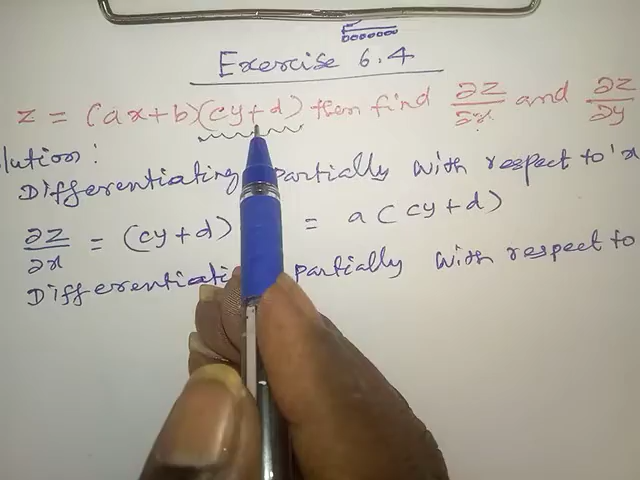 Exercise 6.4
z = (ax+b)(cy+d) then find ∂z/∂x and ∂z/∂y
lution:
Differentiating partially with respect to 'x
∂z/∂x = (cy+d) = a(cy+d)
Differentiati partially with respect to